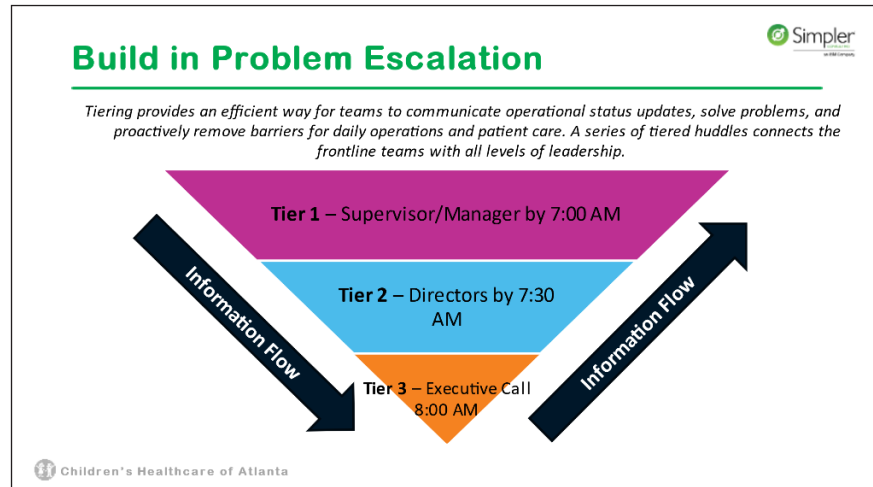 Build in Problem Escalation
Simpler
Tiering provides an efficient way for teams to communicate operational status updates, solve problems, and
proactively remove barriers for daily operations and patient care. A series of tiered huddles connects the
frontline teams with all levels of leadership.
Tier 1 – Supervisor/Manager by 7:00 AM
Information Flow
Information Flow
Tier 2 – Directors by 7:30
AM
Tier 3 – Executive Call
8:00 AM
Children's Healthcare of Atlanta